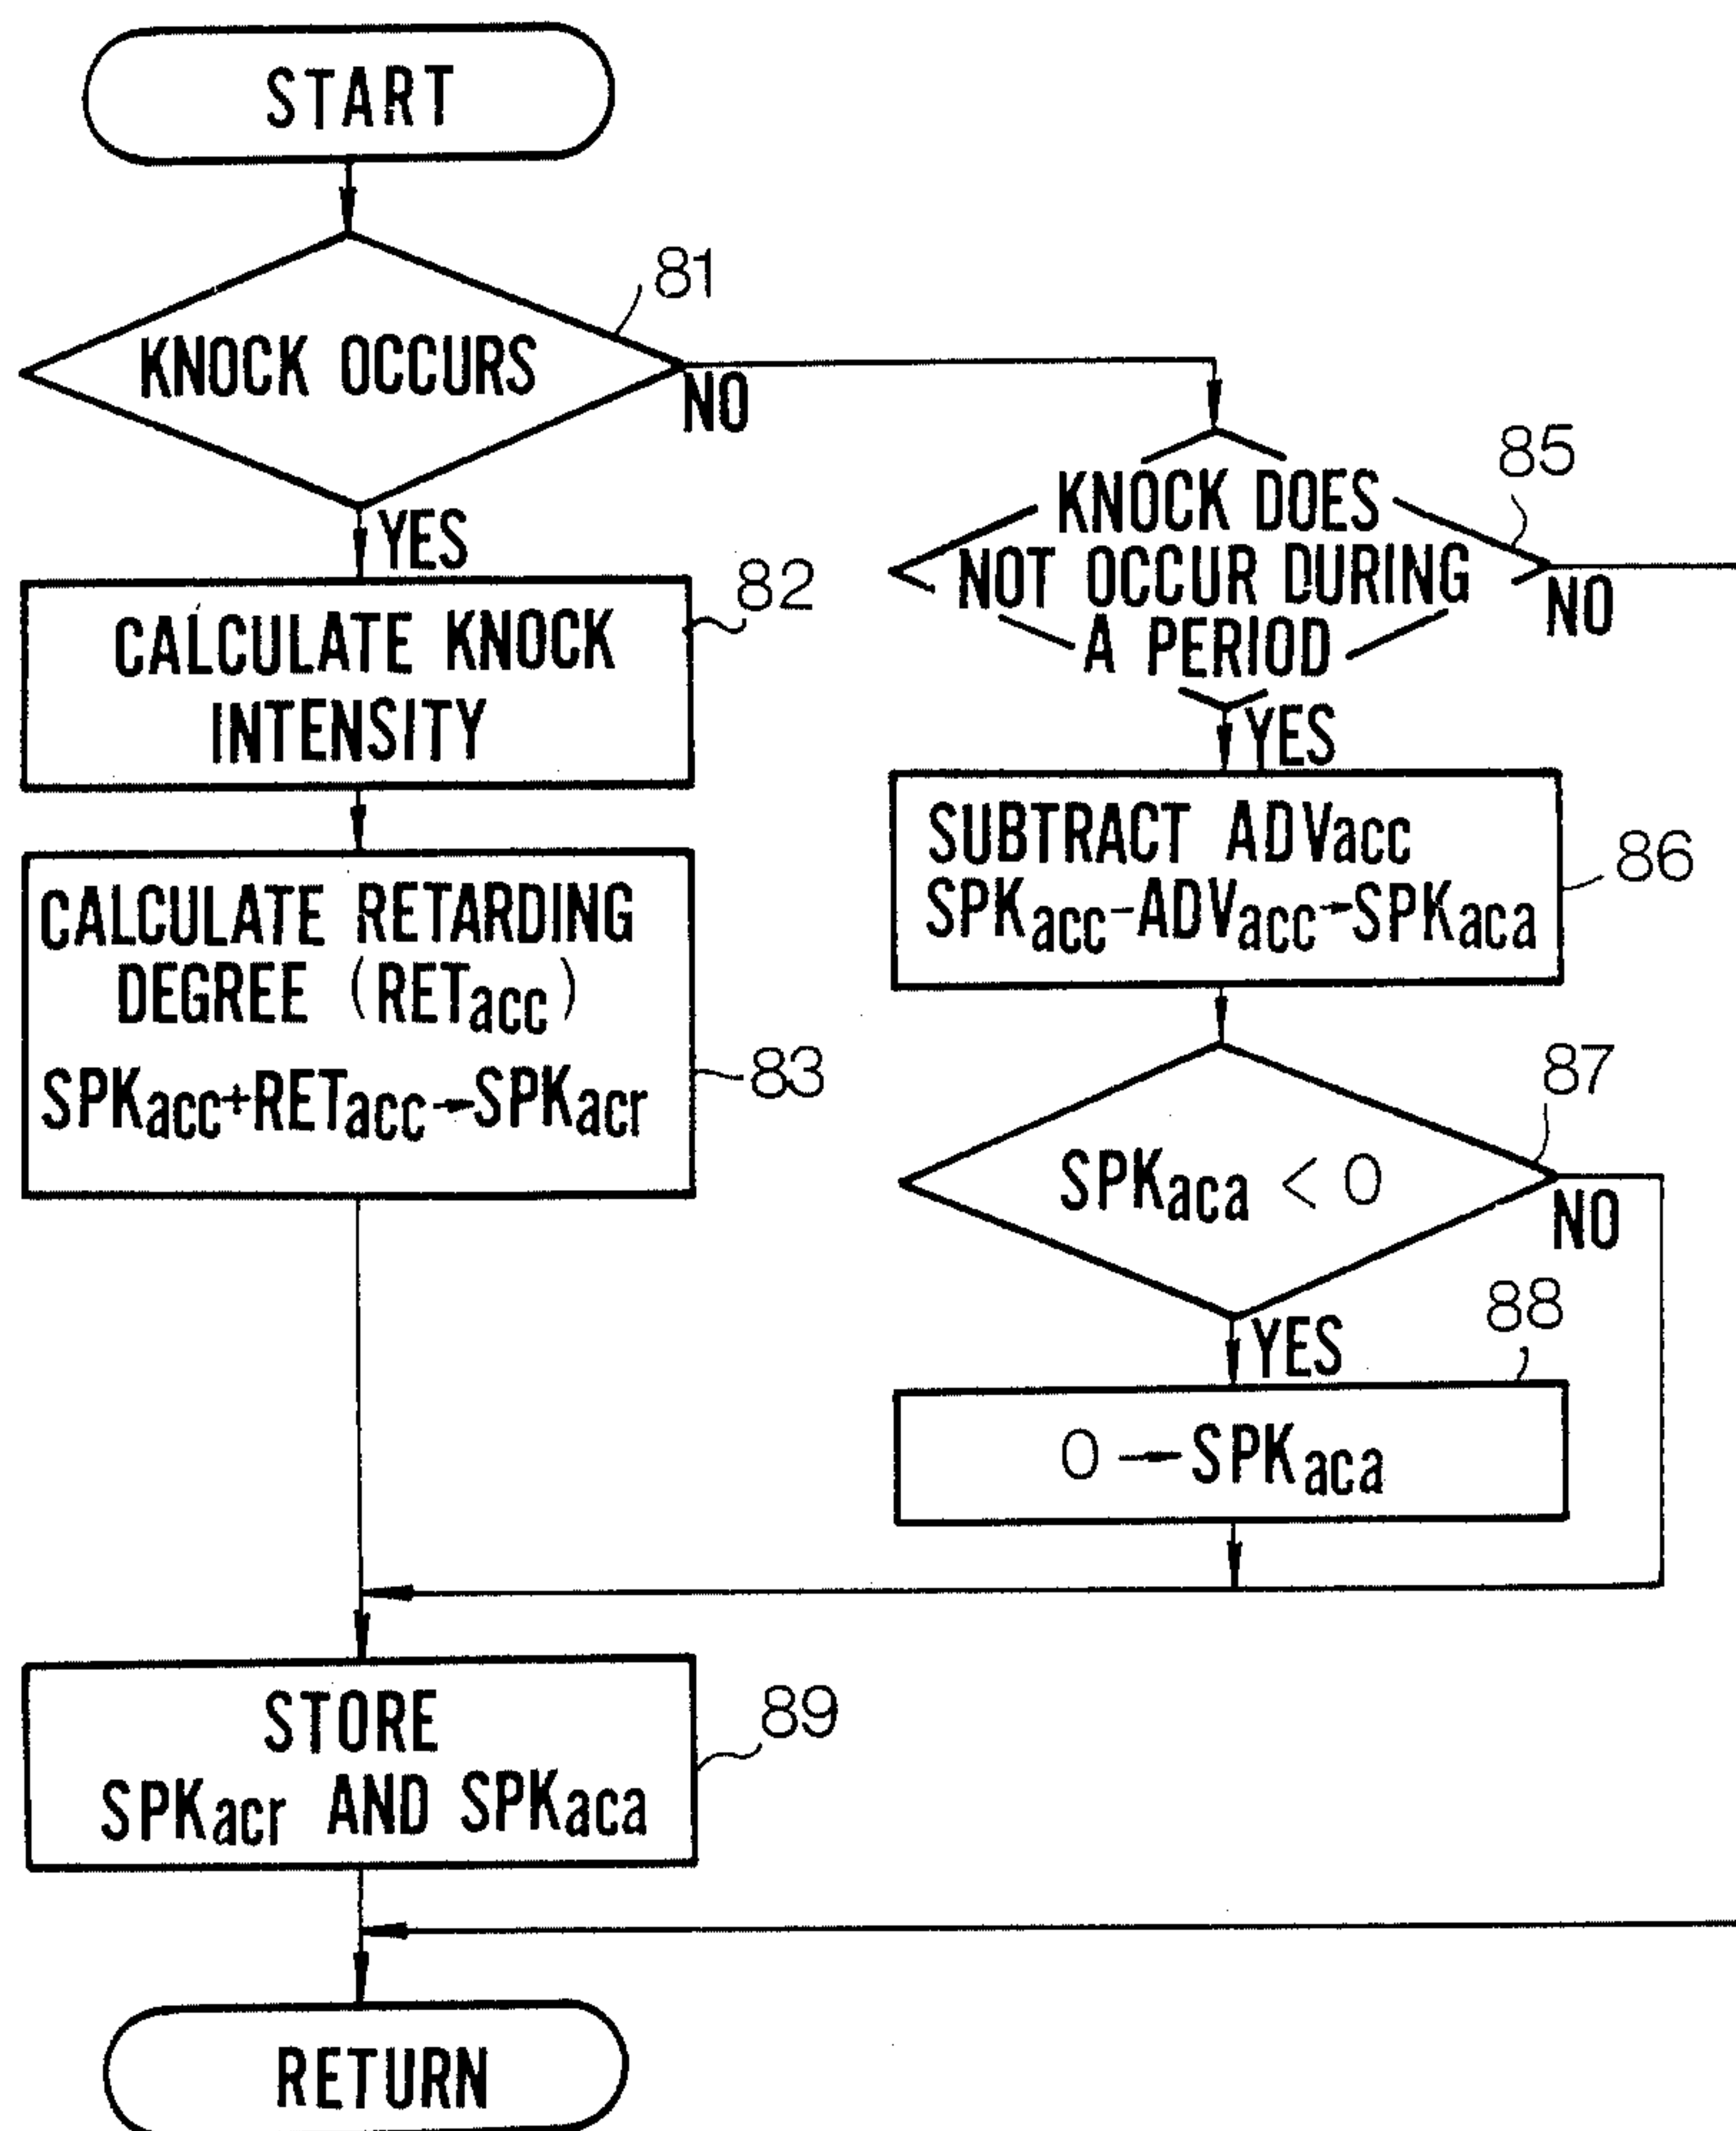 START
KNOCK OCCURS
81
NO
YES
CALCULATE KNOCK
INTENSITY
82
CALCULATE RETARDING
DEGREE (RETacc)
SPKacc+RETacc→SPKacr
83
KNOCK DOES
NOT OCCUR DURING
A PERIOD
85
NO
YES
SUBTRACT ADVacc
SPKacc-ADVacc→SPKaca
86
SPKaca < 0
87
NO
YES
88
0→SPKaca
STORE
SPKacr AND SPKaca
89
RETURN